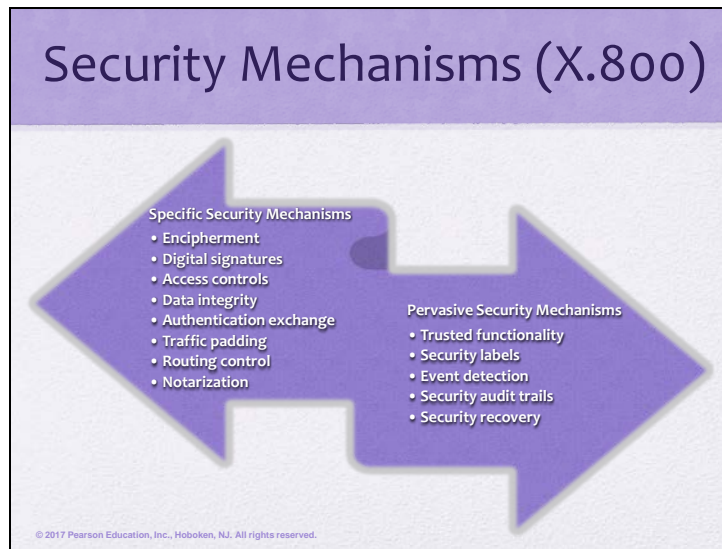 Security Mechanisms (X.800)
Specific Security Mechanisms
• Encipherment
• Digital signatures
• Access controls
• Data integrity
• Authentication exchange
• Traffic padding
• Routing control
• Notarization
Pervasive Security Mechanisms
• Trusted functionality
• Security labels
• Event detection
• Security audit trails
• Security recovery
© 2017 Pearson Education, Inc., Hoboken, NJ. All rights reserved.